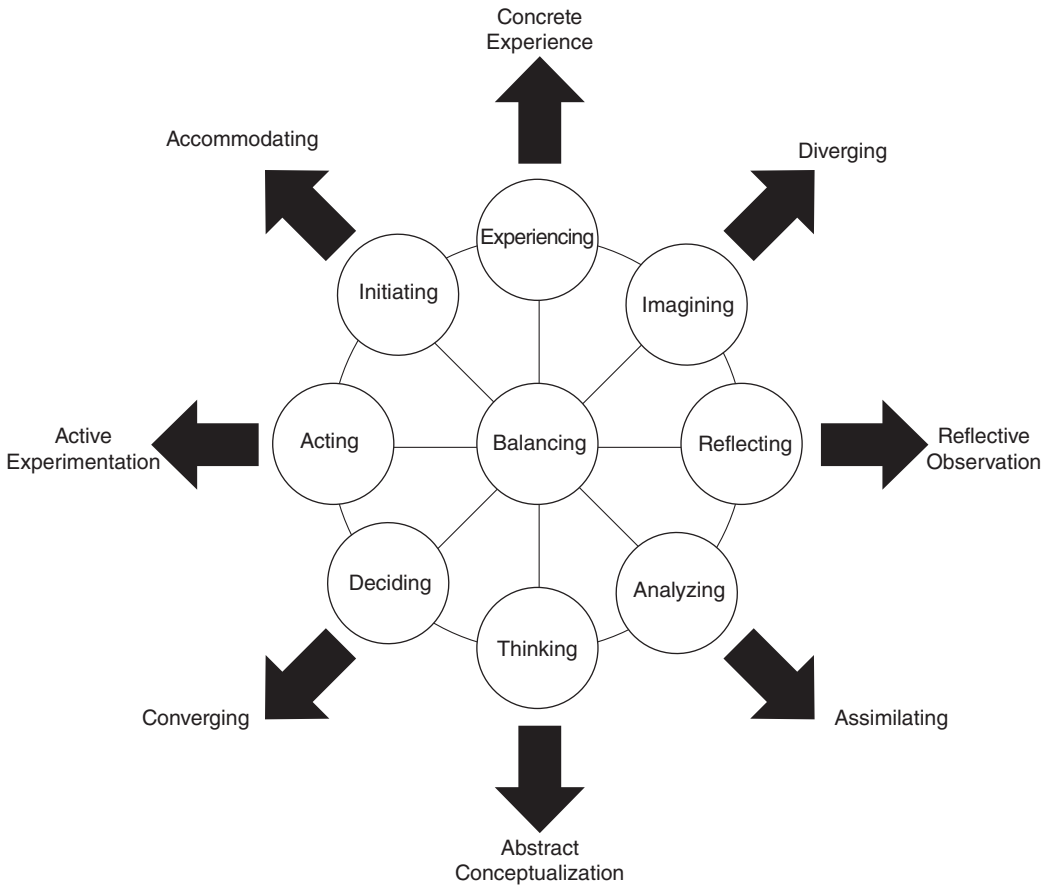 Concrete
Experience
Accommodating
Diverging
Experiencing
Initiating
Imagining
Active
Experimentation
Acting
Balancing
Reflecting
Reflective
Observation
Deciding
Analyzing
Thinking
Converging
Assimilating
Abstract
Conceptualization